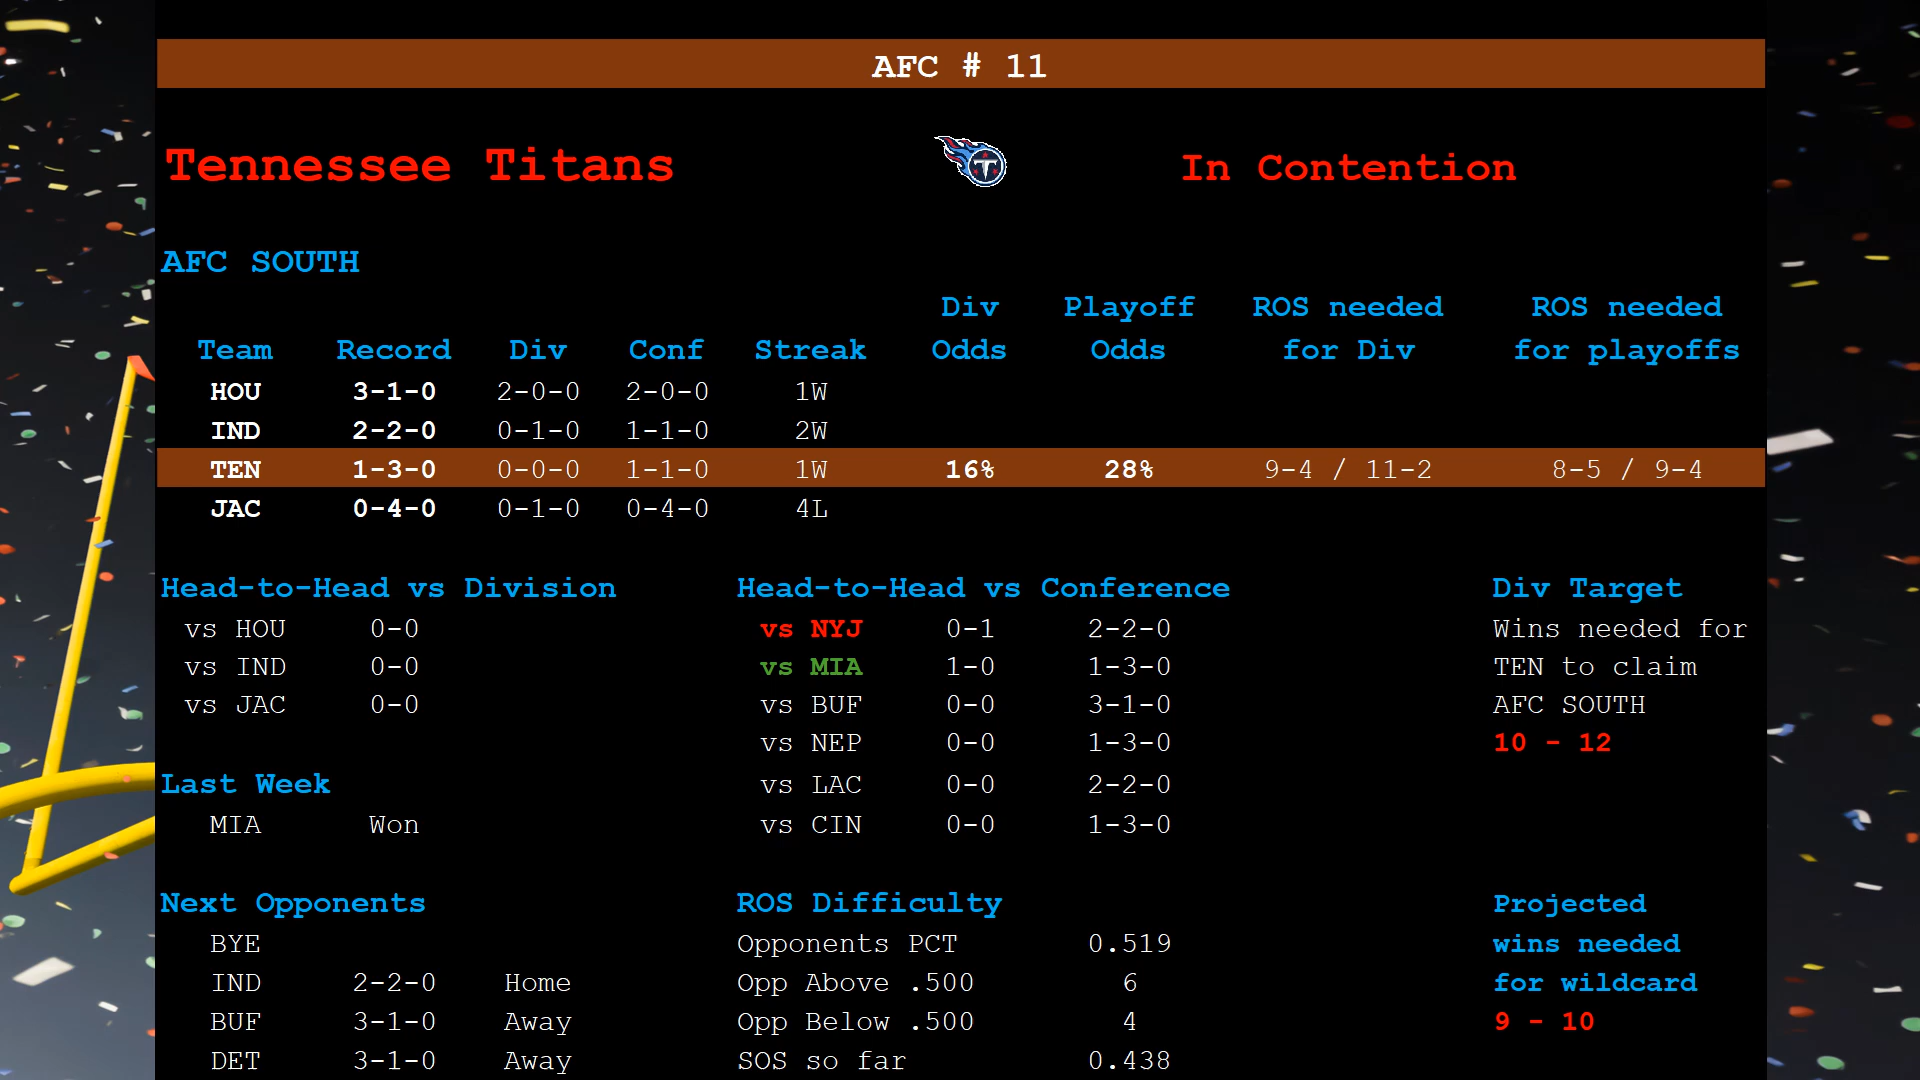 AFC # 11
Tennessee Titans
In Contention
AFC SOUTH
Div Playoff ROS needed ROS needed
Team Record Div Conf Streak Odds Odds for Div for playoffs
HOU 3-1-0 2-0-0 2-0-0 1W
IND 2-2-0 0-1-0 1-1-0 2W
TEN 1-3-0 0-0-0 1-1-0 1W 16% 28% 9-4 / 11-2 8-5 / 9-4
JAC 0-4-0 0-1-0 0-4-0 4L
Head-to-Head vs Division
vs HOU 0-0
vs IND 0-0
vs JAC 0-0
Last Week
MIA Won
Head-to-Head vs Conference
vs NYJ 0-1 2-2-0
vs MIA 1-0 1-3-0
vs BUF 0-0 3-1-0
vs NEP 0-0 1-3-0
vs LAC 0-0 2-2-0
vs CIN 0-0 1-3-0
Div Target
Wins needed for
TEN to claim
AFC SOUTH
10 - 12
Next Opponents
BYE
IND 2-2-0 Home
BUF 3-1-0 Away
DET 3-1-0 Away
ROS Difficulty
Opponents PCT 0.519
Opp Above .500 6
Opp Below .500 4
SOS so far 0.438
Projected
wins needed
for wildcard
9 - 10